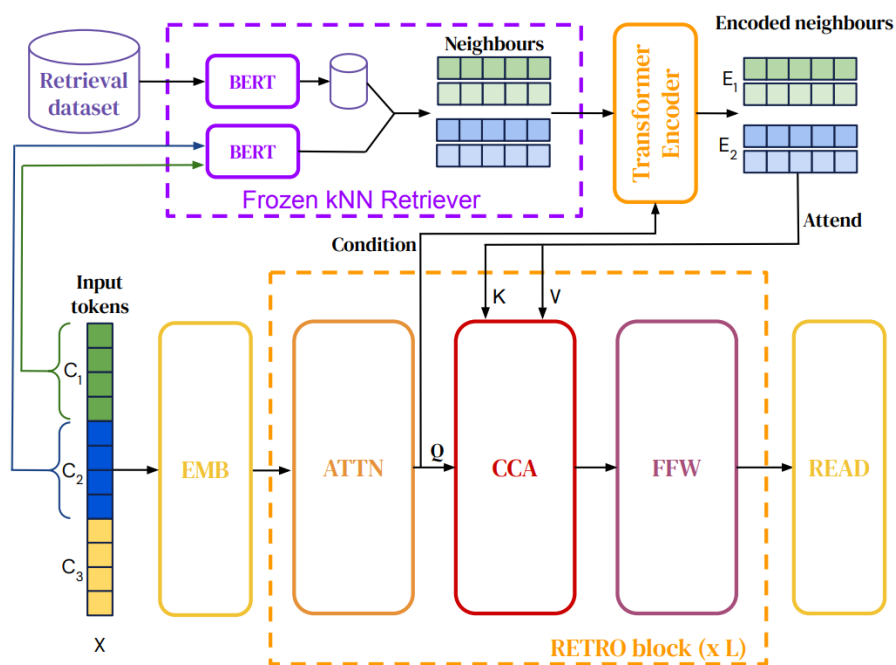 Encoded neighbours
Neighbours
Retrieval
dataset
BERT
BERT
Frozen kNN Retriever
Transformer
Encoder
E1
E2
Condition
Attend
Input
tokens
K
V
C1
C2
C3
X
EMB
ATTN
Q
CCA
FFW
READ
RETRO block (x L)